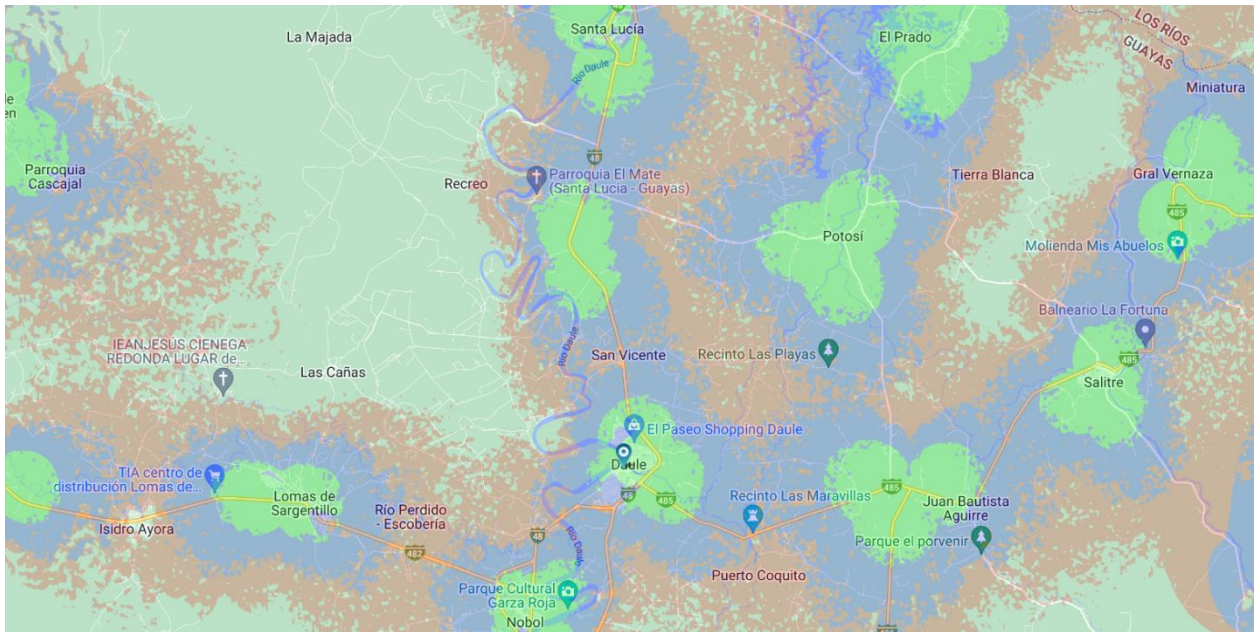 La Majada
Santa Lucía
El Prado
LOS RÍOS
GUAYAS
Río Daule
Miniatura
48
Parroquia
Cascajal
Recreo
Parroquia El Mate
(Santa Lucia - Guayas)
Tierra Blanca
Gral Vernaza
485
Potosí
Molienda Mis Abuelos
Balneario La Fortuna
Río Daule
IEANJESÚS CIENEGA
REDONDA LUGAR de...
San Vicente
Recinto Las Playas
485
Las Cañas
Salitre
El Paseo Shopping Daule
Daule
TIA centro de
distribución Lomas de...
Lomas de
Sargentillo
48
485
Recinto Las Maravillas
485
Juan Bautista
Aguirre
Isidro Ayora
Río Perdido
- Escobería
48
Río Daule
482
Parque el porvenir
Puerto Coquito
Parque Cultural
Garza Roja
Nobol